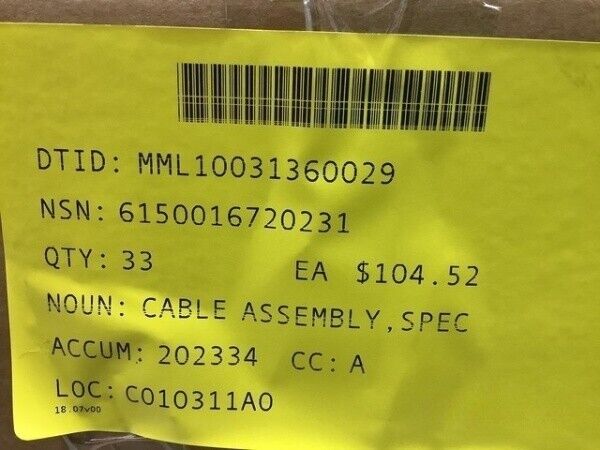 DTID: MML10031360029
NSN: 6150016720231
QTY: 33 EA $104.52
NOUN: CABLE ASSEMBLY,SPEC
ACCUM: 202334 CC: A
LOC: C010311A0
18.07v00